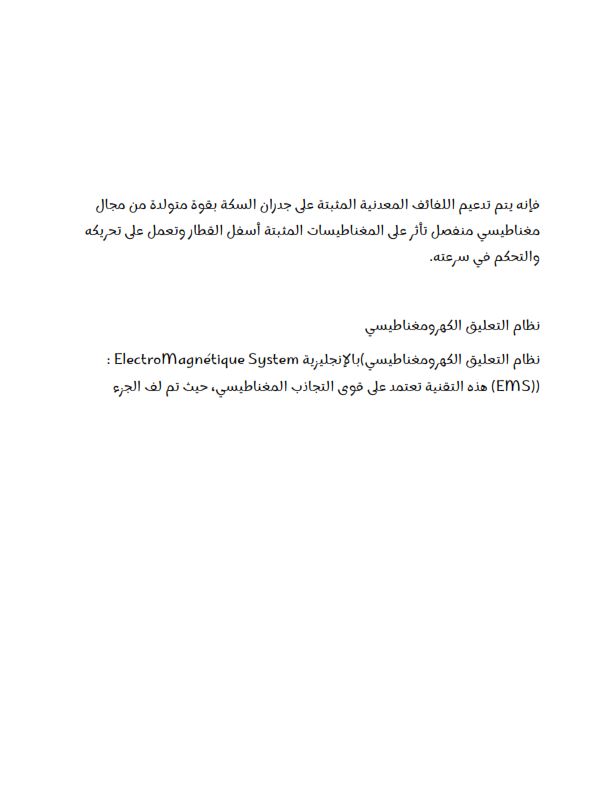 فإنه يتم تدعيم اللفائف المعدنية المثبتة على جدران السكة بقوة متولدة من مجال
مغناطيسي منفصل تأثر على المغناطيسات المثبتة أسفل القطار وتعمل على تحريكه
والتحكم في سرعته.
نظام التعليق الكهرومغناطيسي
نظام التعليق الكهرومغناطيسي)بالإنجليزية ElectroMagnétique System :
((EMS) هذه التقنية تعتمد على قوى التجاذب المغناطيسي، حيث تم لف الجزء